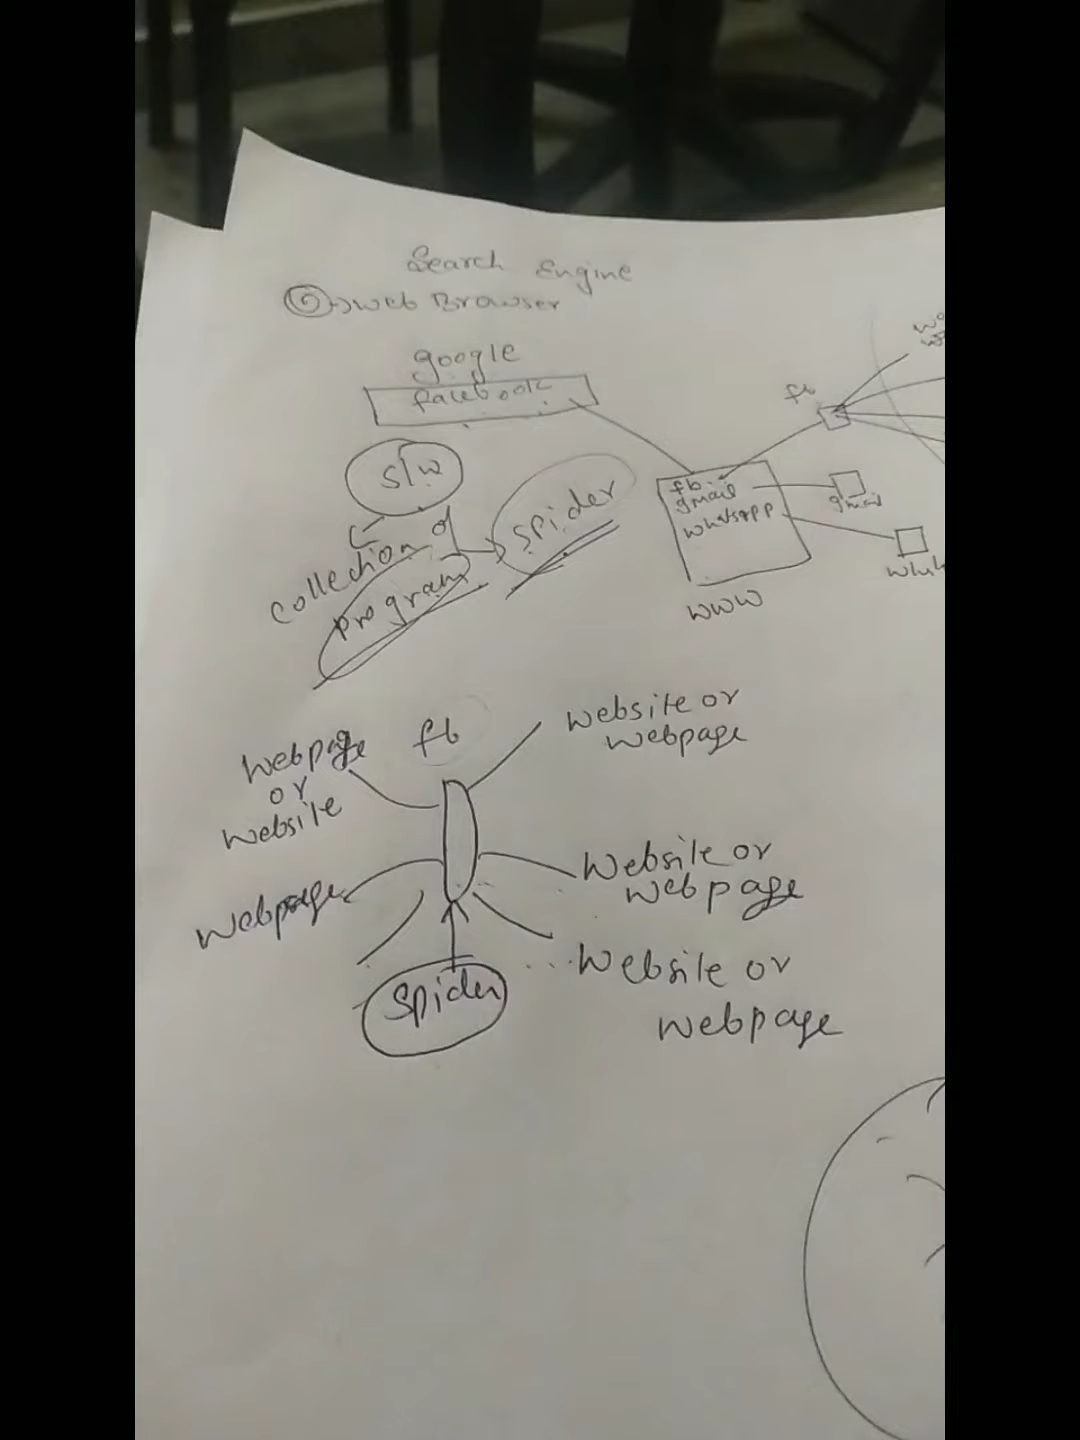 Search Engine
→ Web Browser
google
facebook
S/W
collection of
program
Spider
fb
fb
gmail
whatsapp
gmail
WWW
fb
Webpage
or
Website
Website or
Webpage
Webpage
Website or
Webpage
Spider
Website or
Webpage